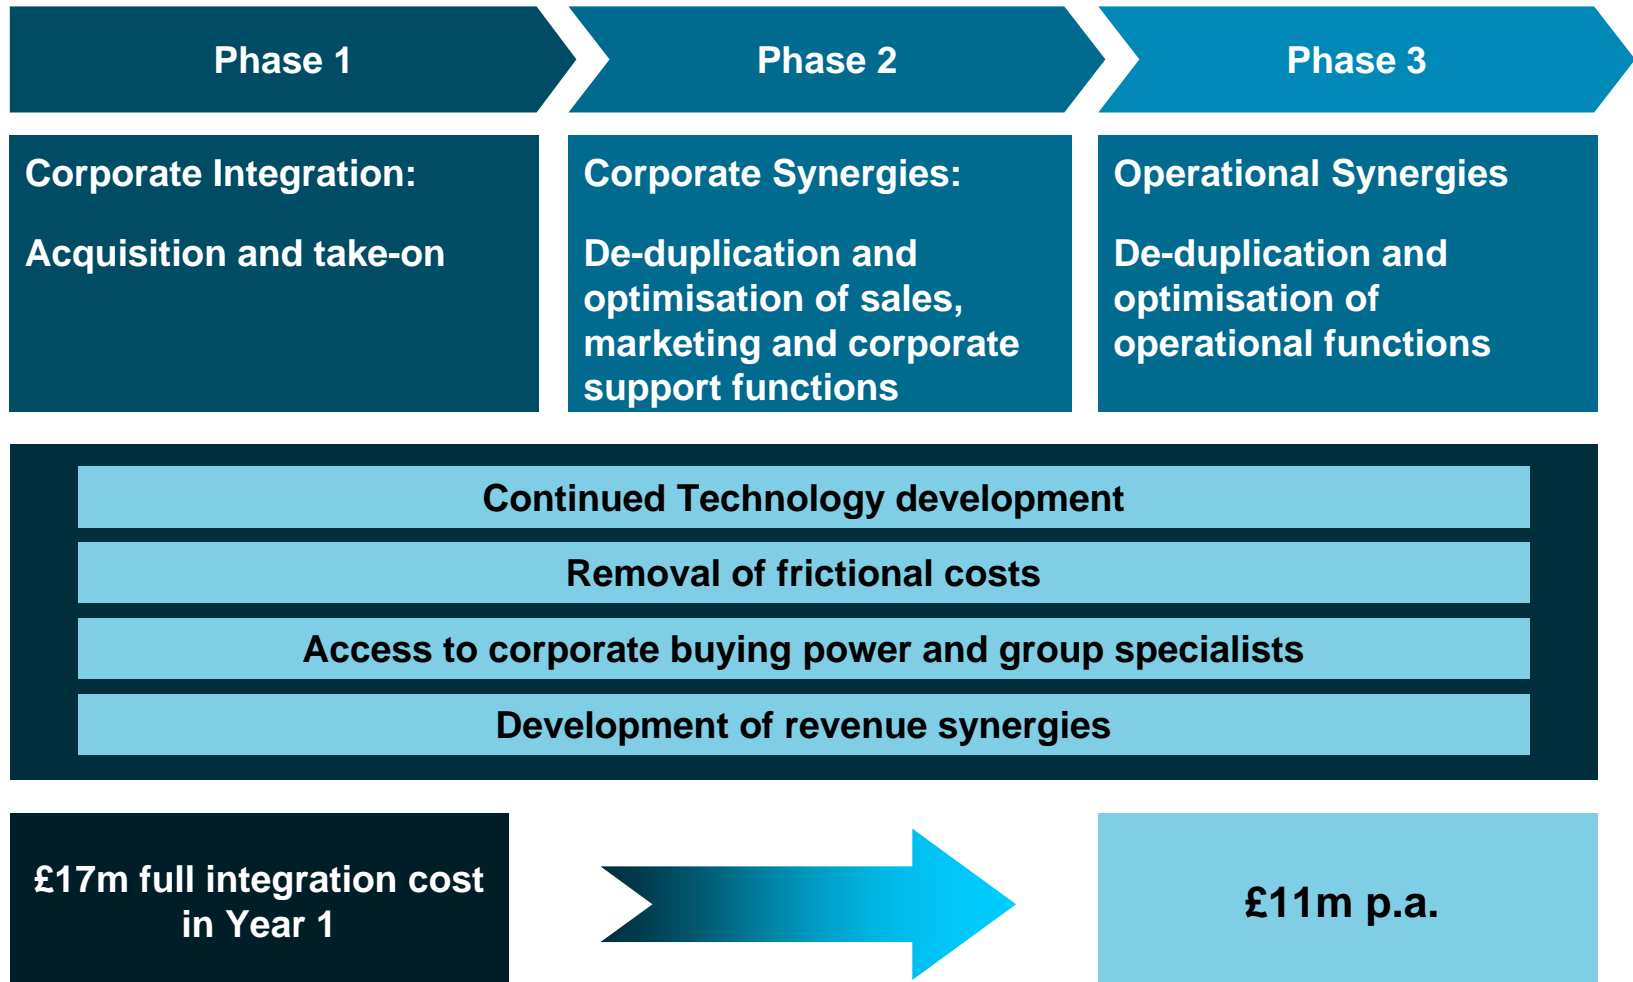 Phase 1
Phase 2
Phase 3
Corporate Integration:
Acquisition and take-on
Corporate Synergies:
De-duplication and
optimisation of sales,
marketing and corporate
support functions
Operational Synergies
De-duplication and
optimisation of
operational functions
Continued Technology development
Removal of frictional costs
Access to corporate buying power and group specialists
Development of revenue synergies
£17m full integration cost
in Year 1
£11m p.a.